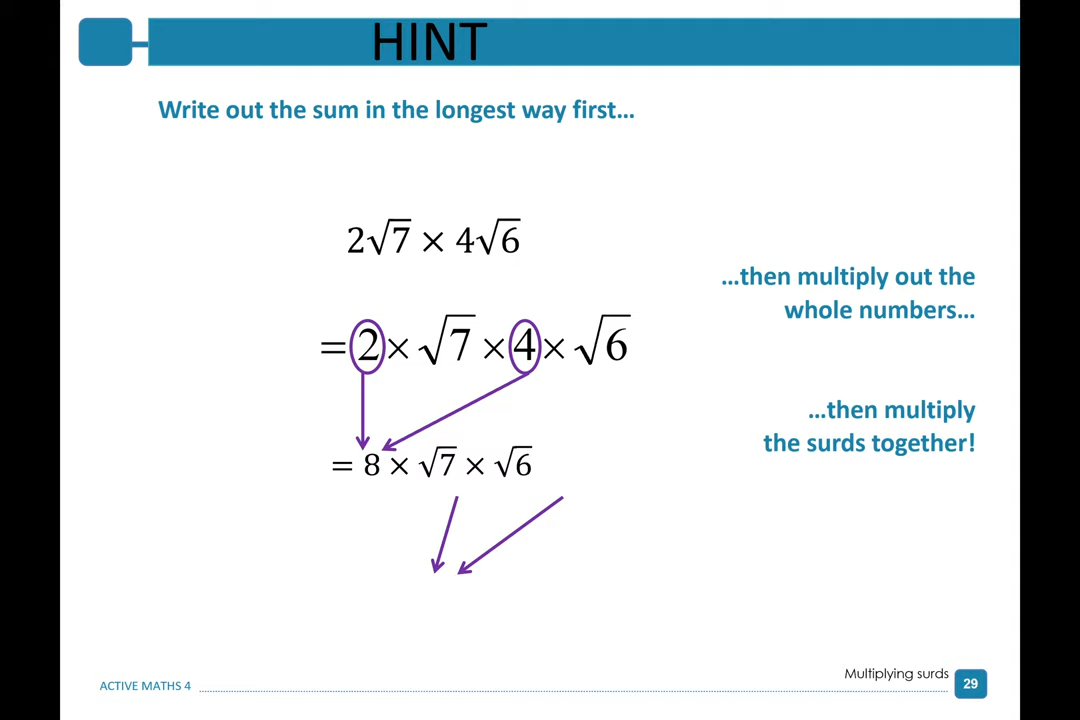 HINT
Write out the sum in the longest way first...
2√7 × 4√6
...then multiply out the
whole numbers...
= 2 × √7 × 4 × √6
...then multiply
the surds together!
= 8 × √7 × √6
Multiplying surds
ACTIVE MATHS 4
29